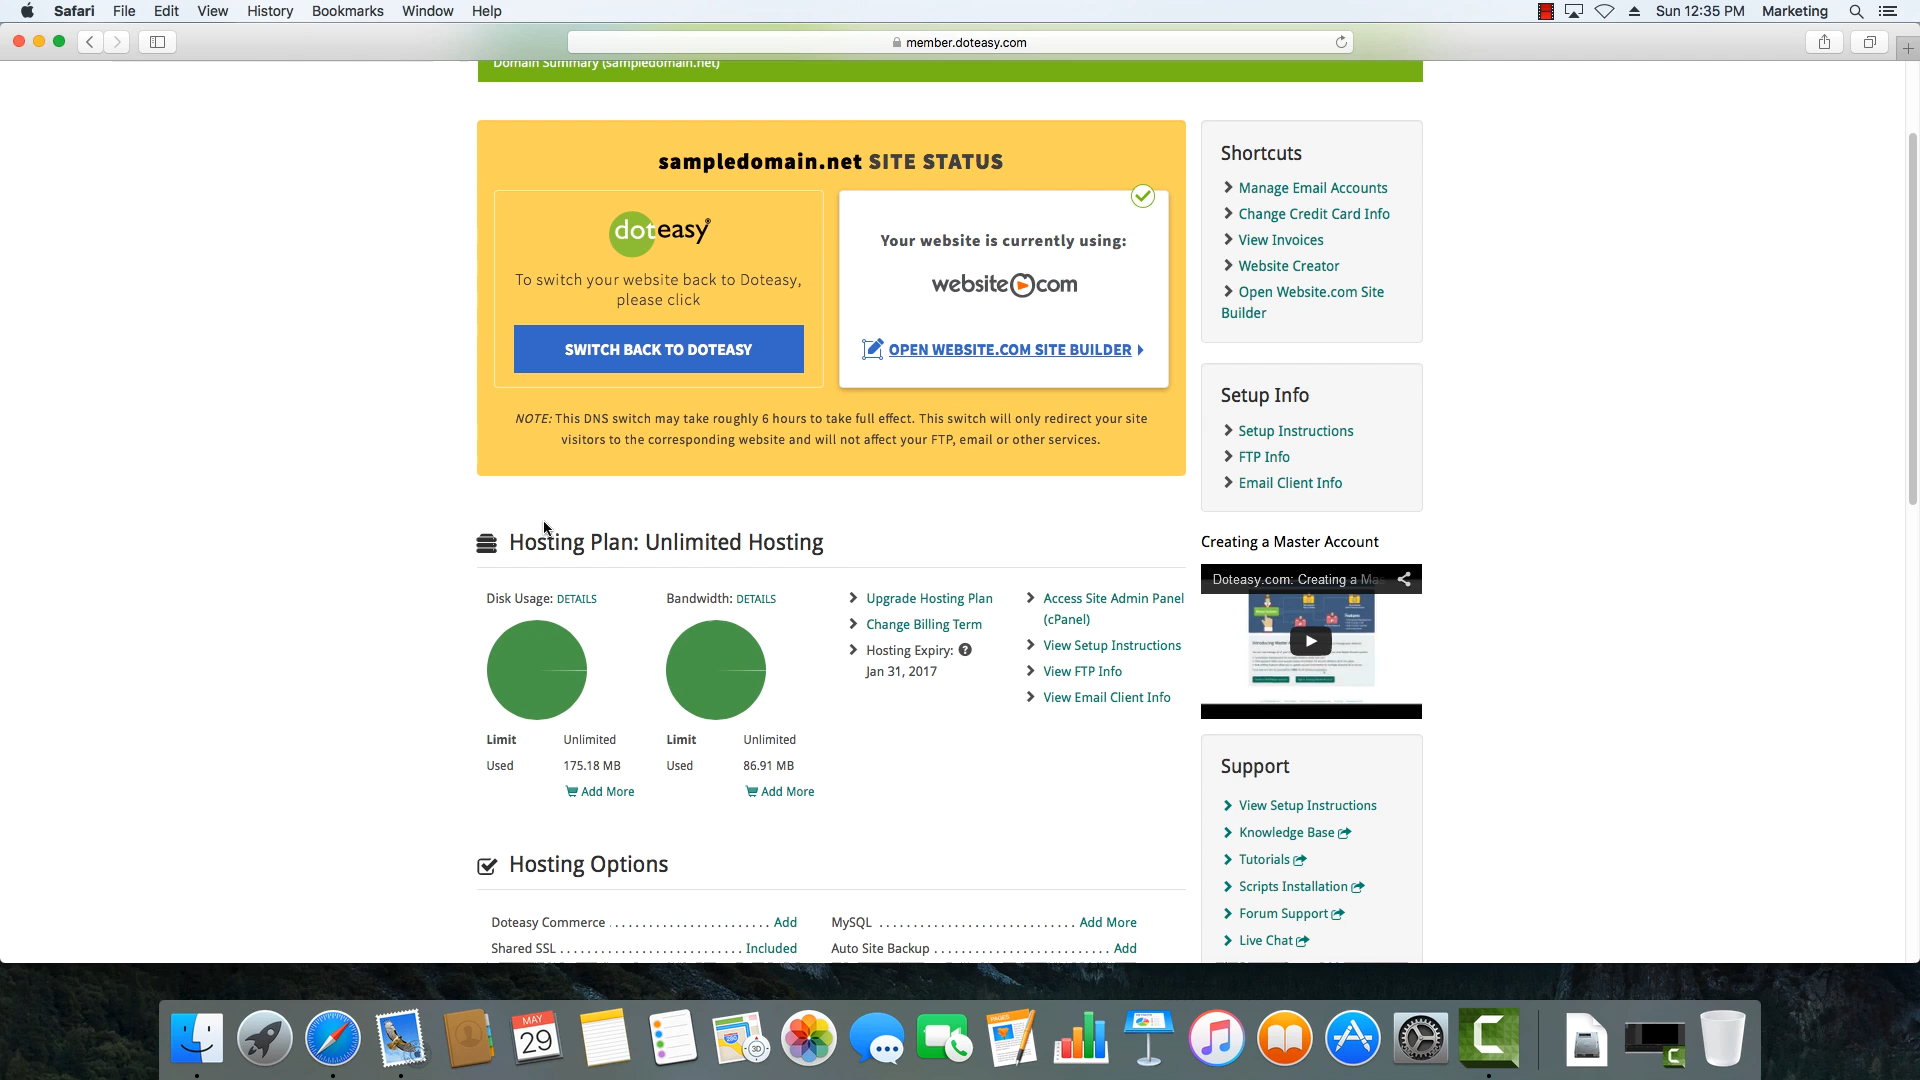 Safari File Edit View History Bookmarks Window Help
Sun 12:35 PM Marketing
member.doteasy.com
Domain Summary (sampledomain.net)
sampledomain.net SITE STATUS
doteasy
To switch your website back to Doteasy,
please click
SWITCH BACK TO DOTEASY
Your website is currently using:
website.com
OPEN WEBSITE.COM SITE BUILDER
NOTE: This DNS switch may take roughly 6 hours to take full effect. This switch will only redirect your site
visitors to the corresponding website and will not affect your FTP, email or other services.
Shortcuts
Manage Email Accounts
Change Credit Card Info
View Invoices
Website Creator
Open Website.com Site
Builder
Setup Info
Setup Instructions
FTP Info
Email Client Info
Hosting Plan: Unlimited Hosting
Disk Usage: DETAILS
Limit Unlimited
Used 175.18 MB
Add More
Bandwidth: DETAILS
Limit Unlimited
Used 86.91 MB
Add More
Upgrade Hosting Plan
Change Billing Term
Hosting Expiry:
Jan 31, 2017
Access Site Admin Panel
(cPanel)
View Setup Instructions
View FTP Info
View Email Client Info
Creating a Master Account
Doteasy.com: Creating a Ma
Support
View Setup Instructions
Knowledge Base
Tutorials
Scripts Installation
Forum Support
Live Chat
Hosting Options
Doteasy Commerce ........................ Add
Shared SSL ........................ Included
MySQL ........................ Add More
Auto Site Backup ........................ Add
MAY
29
PAGES
280
3D